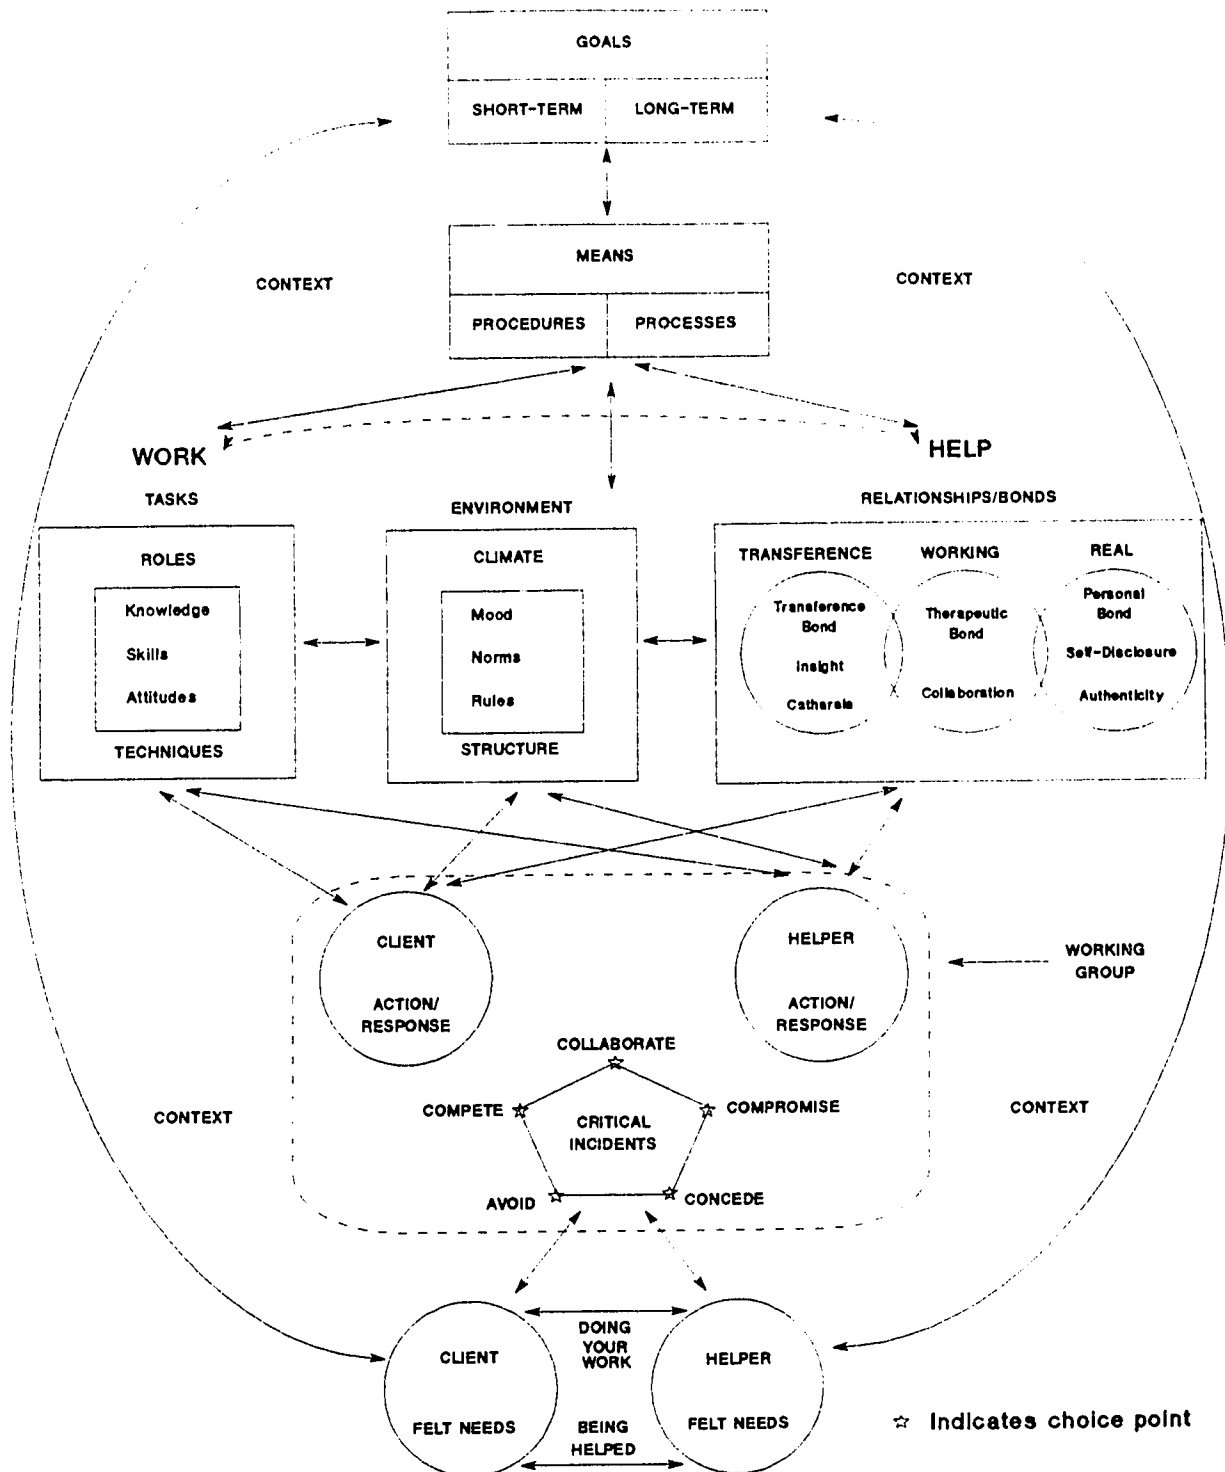 GOALS
SHORT-TERM LONG-TERM
MEANS
CONTEXT CONTEXT
PROCEDURES PROCESSES
WORK HELP
TASKS ENVIRONMENT RELATIONSHIPS/BONDS
ROLES
Knowledge
Skills
Attitudes
TECHNIQUES
CLIMATE
Mood
Norms
Rules
STRUCTURE
TRANSFERENCE WORKING REAL
Transference
Bond
Insight
Catharsis
Therapeutic
Bond
Collaboration
Personal
Bond
Self-Disclosure
Authenticity
CLIENT
ACTION/
RESPONSE
HELPER
ACTION/
RESPONSE
WORKING
GROUP
COLLABORATE
COMPETE COMPROMISE
CRITICAL
INCIDENTS
AVOID CONCEDE
CONTEXT CONTEXT
CLIENT
FELT NEEDS
DOING
YOUR
WORK
BEING
HELPED
HELPER
FELT NEEDS
☆ Indicates choice point